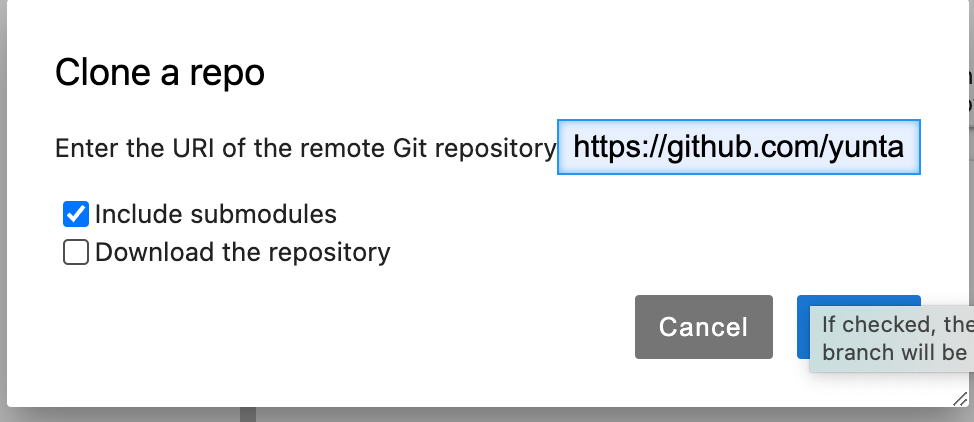 Clone a repo
Enter the URI of the remote Git repository https://github.com/yunta
Include submodules
Download the repository
Cancel
If checked, the
branch will be